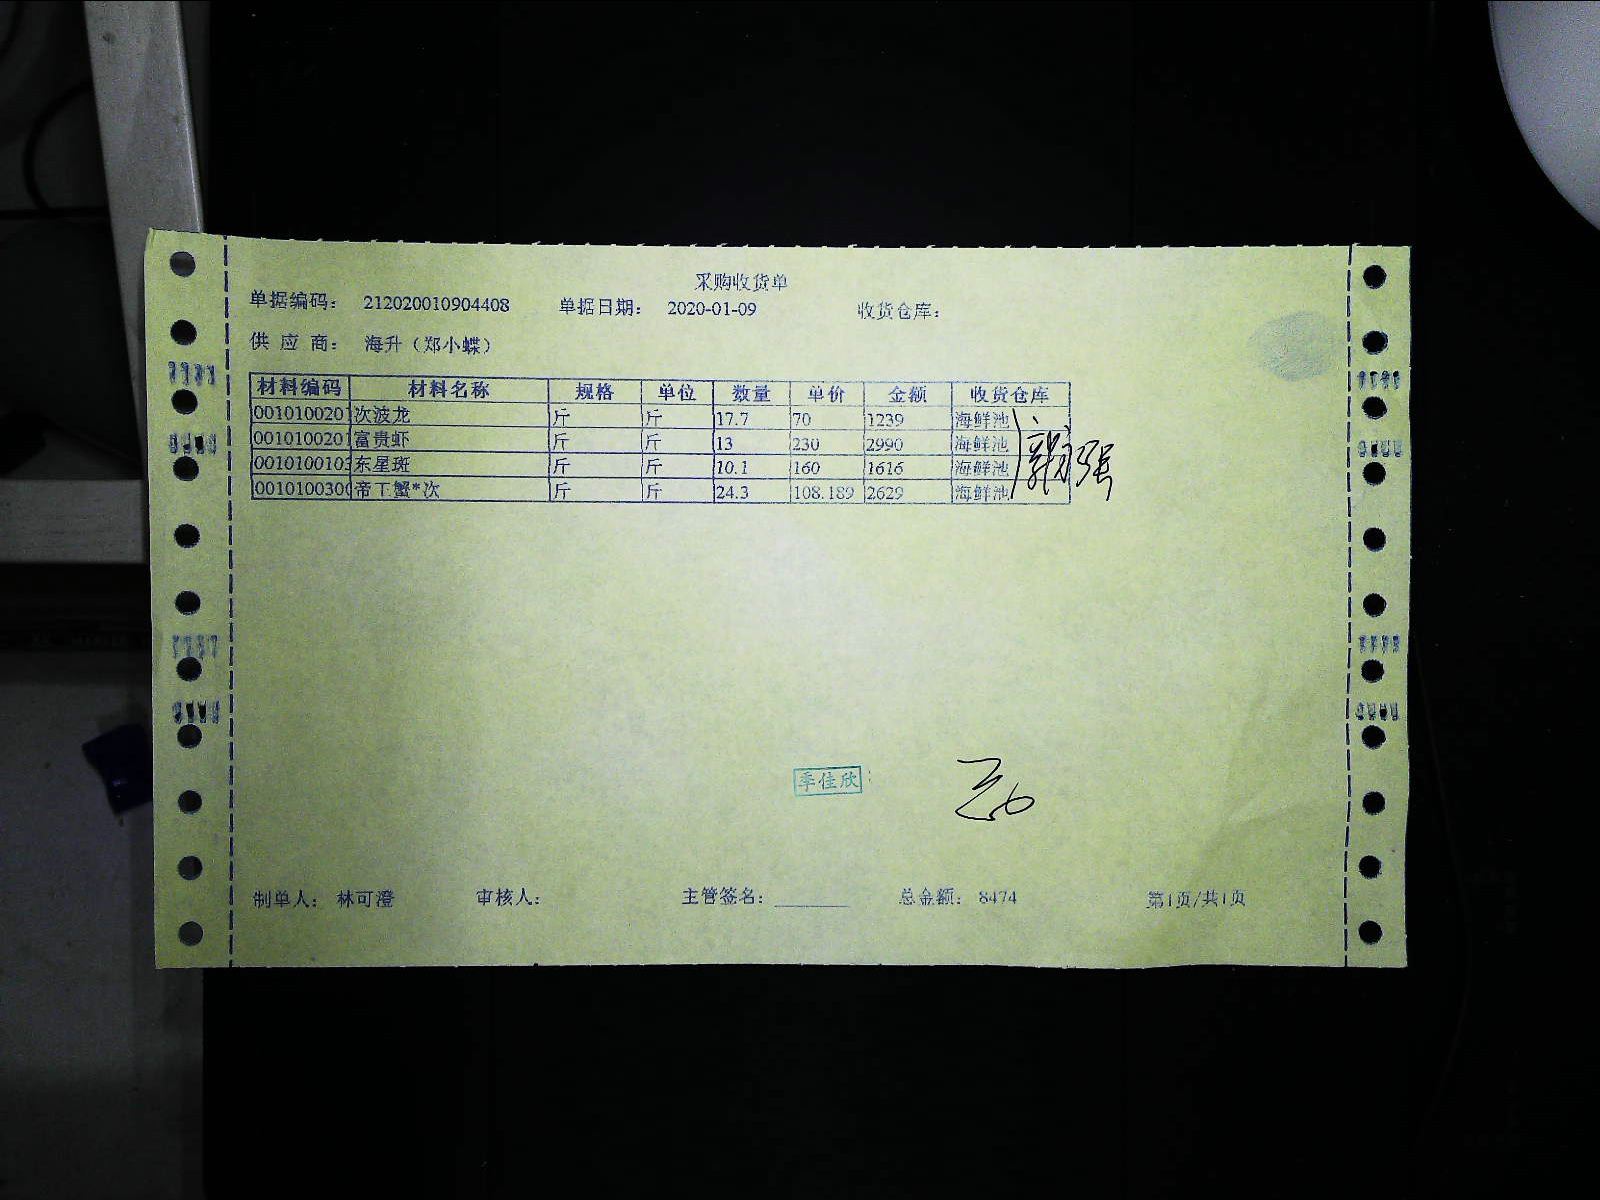 采购收货单
单据编码： 212020010904408 单据日期： 2020-01-09 收货仓库：
供 应 商： 海升（郑小蝶）
材料编码 材料名称 规格 单位 数量 单价 金额 收货仓库
001010020 次波龙 斤 斤 17.7 70 1239 海鲜池
001010020 富贵虾 斤 斤 13 230 2990 海鲜池
001010010 东星斑 斤 斤 10.1 160 1616 海鲜池
001010030 帝王蟹*次 斤 斤 24.3 108.189 2629 海鲜池
季佳欣
制单人： 林可澄 审核人： 主管签名： 总金额： 8474 第1页/共1页